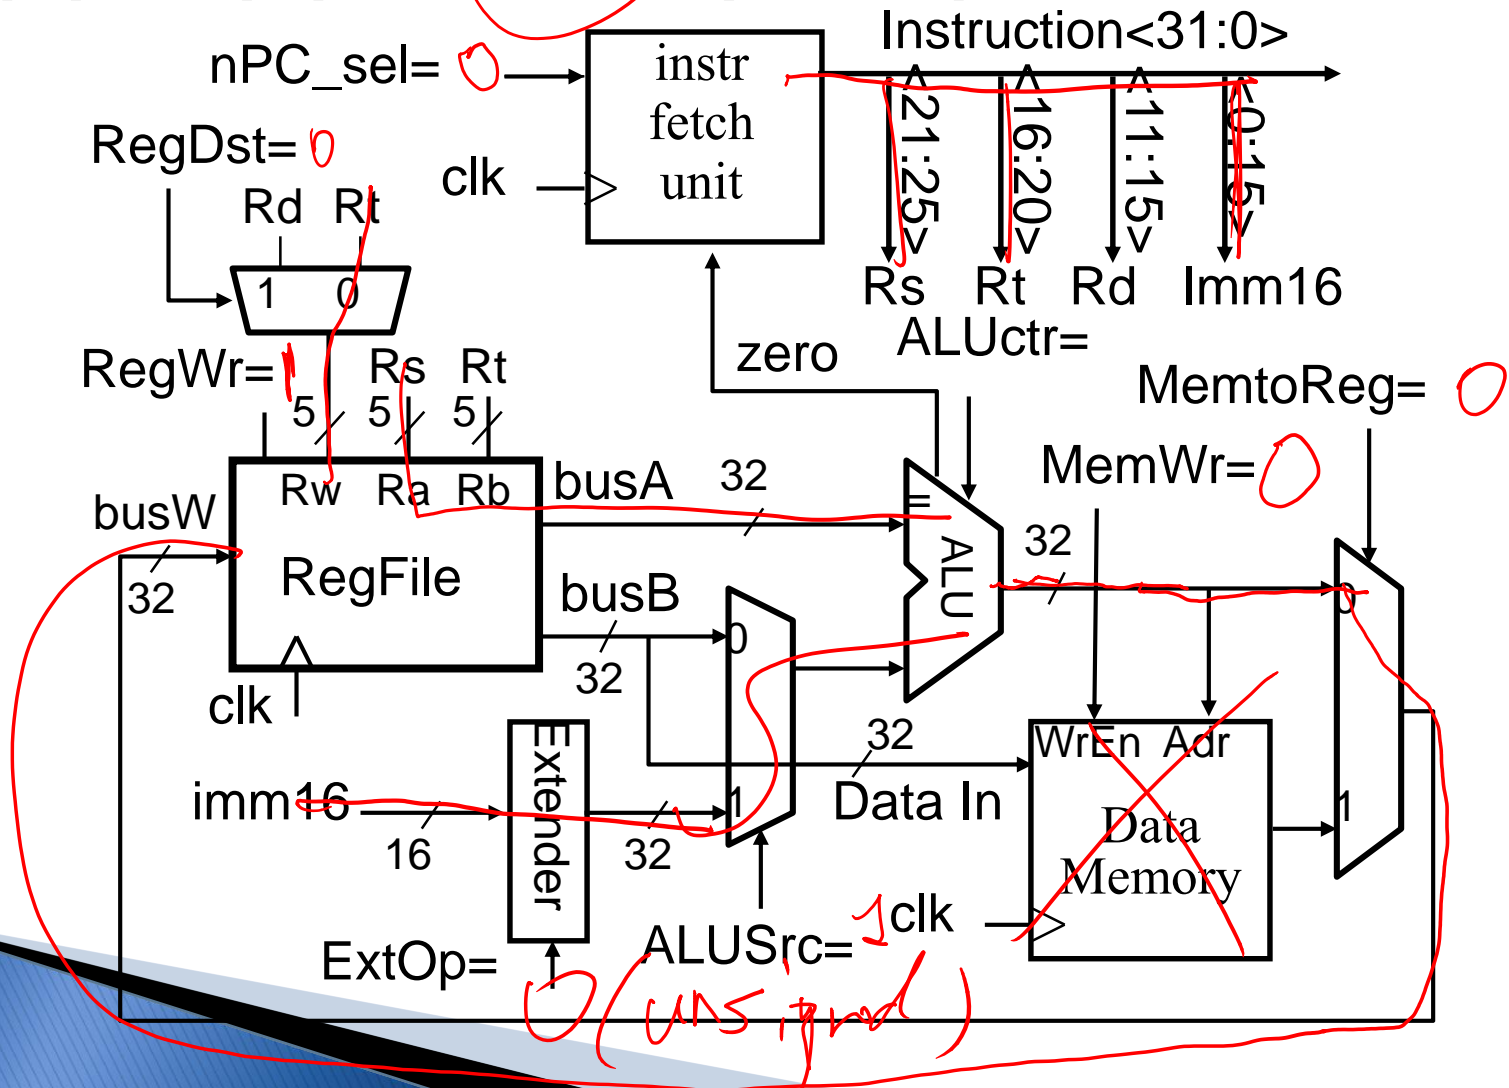 Instruction<31:0>
nPC_sel= 0
instr
fetch
unit
RegDst= 0
clk
<21:25>
<16:20>
<11:15>
<0:15>
Rd Rt
Rs Rt Rd Imm16
1 0
ALUctr=
zero
RegWr= 1
Rs Rt
MemtoReg= 0
5 5 5
MemWr= 0
Rw Ra Rb
busA 32
busW
=
32
RegFile
ALU
32
busB
0
0
32
clk
Extender
WrEn Adr
32
imm16
1
Data In
1
16
32
Data
Memory
ALUSrc= 1
clk
ExtOp= 0
(unsigned)